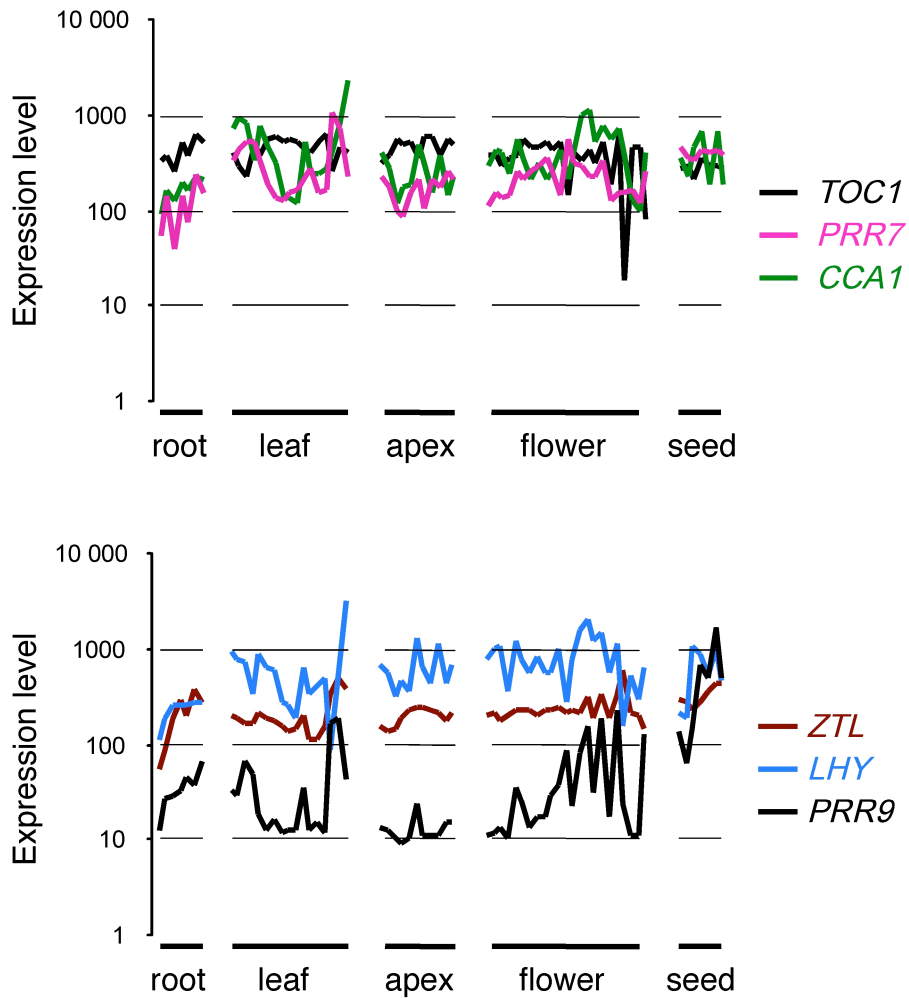 10 000
1000
100
10
1
Expression level
TOC1
PRR7
CCA1
root leaf apex flower seed
10 000
1000
100
10
1
Expression level
ZTL
LHY
PRR9
root leaf apex flower seed